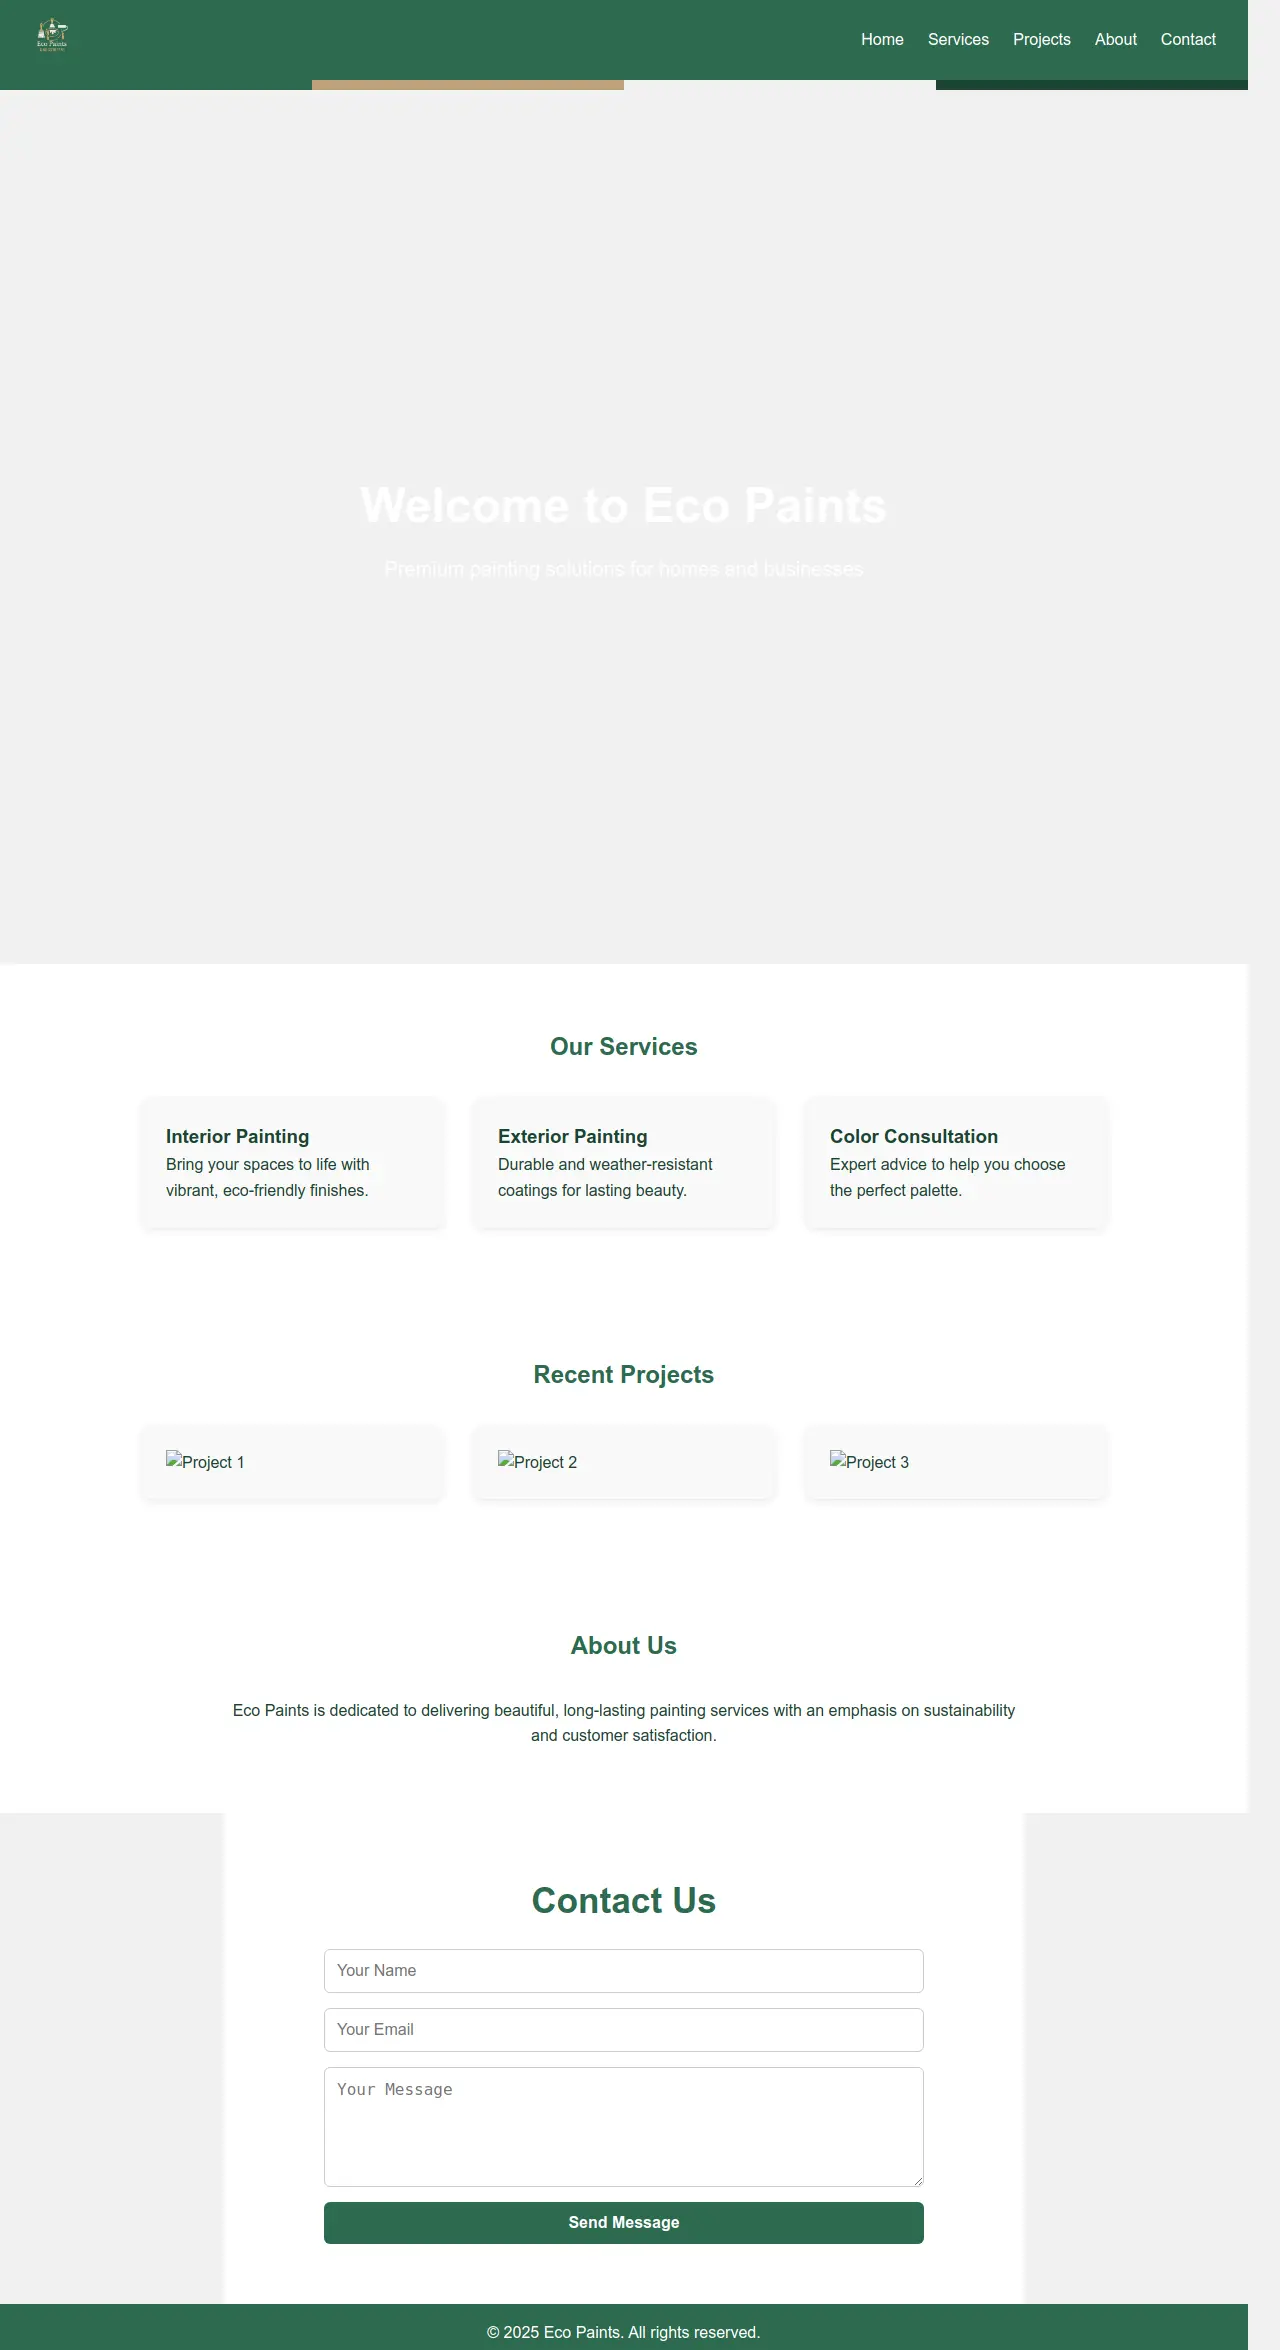 Eco Paints
Home Services Projects About Contact
Welcome to Eco Paints
Premium painting solutions for homes and businesses
Our Services
Interior Painting
Bring your spaces to life with
vibrant, eco-friendly finishes.
Exterior Painting
Durable and weather-resistant
coatings for lasting beauty.
Color Consultation
Expert advice to help you choose
the perfect palette.
Recent Projects
Project 1
Project 2
Project 3
About Us
Eco Paints is dedicated to delivering beautiful, long-lasting painting services with an emphasis on sustainability
and customer satisfaction.
Contact Us
Your Name
Your Email
Your Message
Send Message
© 2025 Eco Paints. All rights reserved.